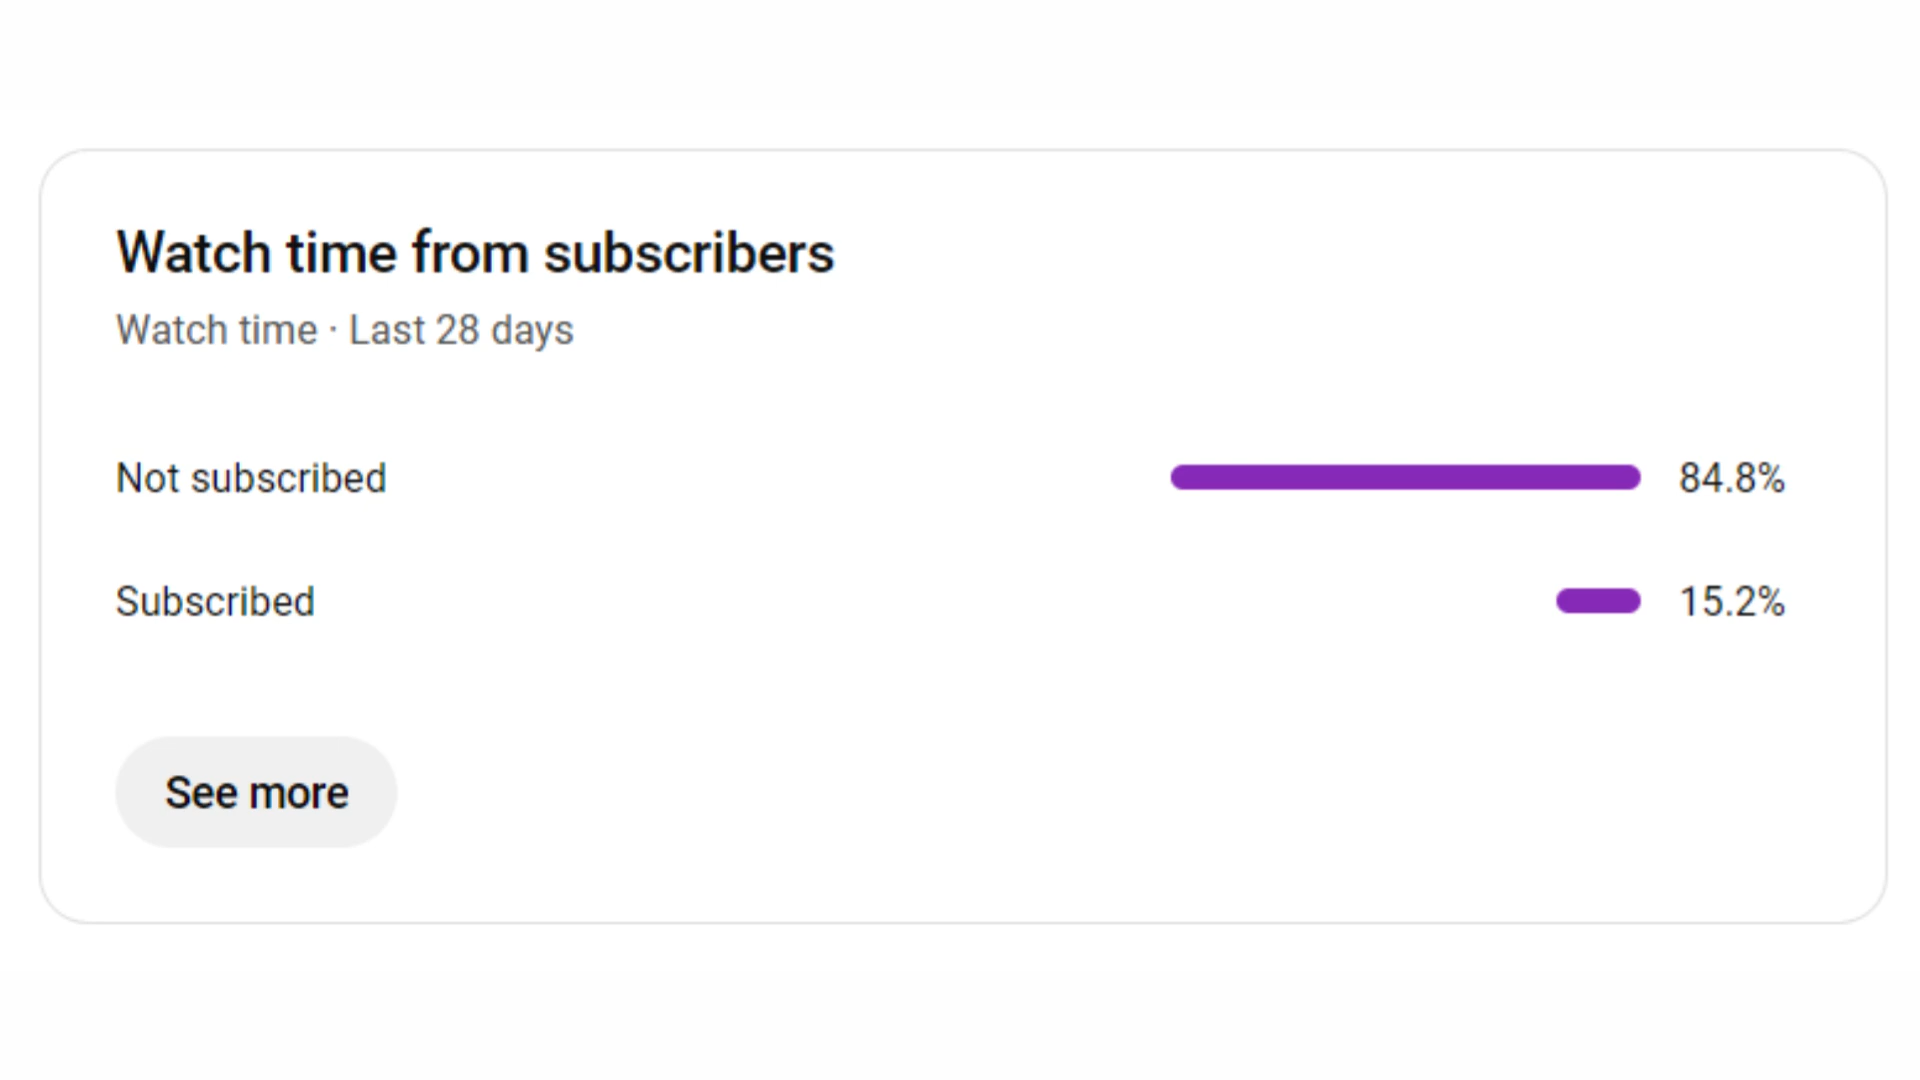 Watch time from subscribers
Watch time · Last 28 days
Not subscribed 84.8%
Subscribed 15.2%
See more